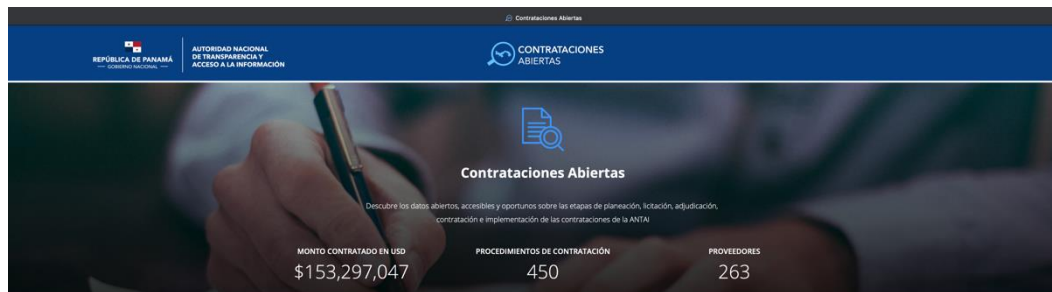 Contrataciones Abiertas
REPÚBLICA DE PANAMÁ
— GOBIERNO NACIONAL —
AUTORIDAD NACIONAL
DE TRANSPARENCIA Y
ACCESO A LA INFORMACIÓN
CONTRATACIONES
ABIERTAS
Contrataciones Abiertas
Descubre los datos abiertos, accesibles y oportunos sobre las etapas de planeación, licitación, adjudicación,
contratación e implementación de las contrataciones de la ANTAI
MONTO CONTRATADO EN USD
$153,297,047
PROCEDIMIENTOS DE CONTRATACIÓN
450
PROVEEDORES
263